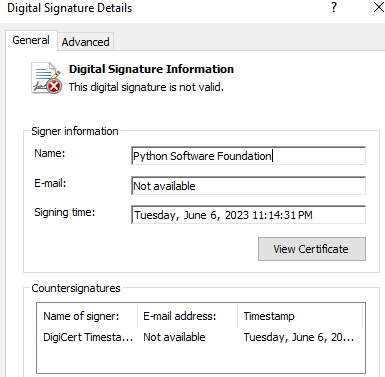 Digital Signature Details ? ✕
General Advanced
Digital Signature Information
This digital signature is not valid.
Signer information
Name: Python Software Foundation
E-mail: Not available
Signing time: Tuesday, June 6, 2023 11:14:31 PM
View Certificate
Countersignatures
Name of signer: E-mail address: Timestamp
DigiCert Timesta... Not available Tuesday, June 6, 20...